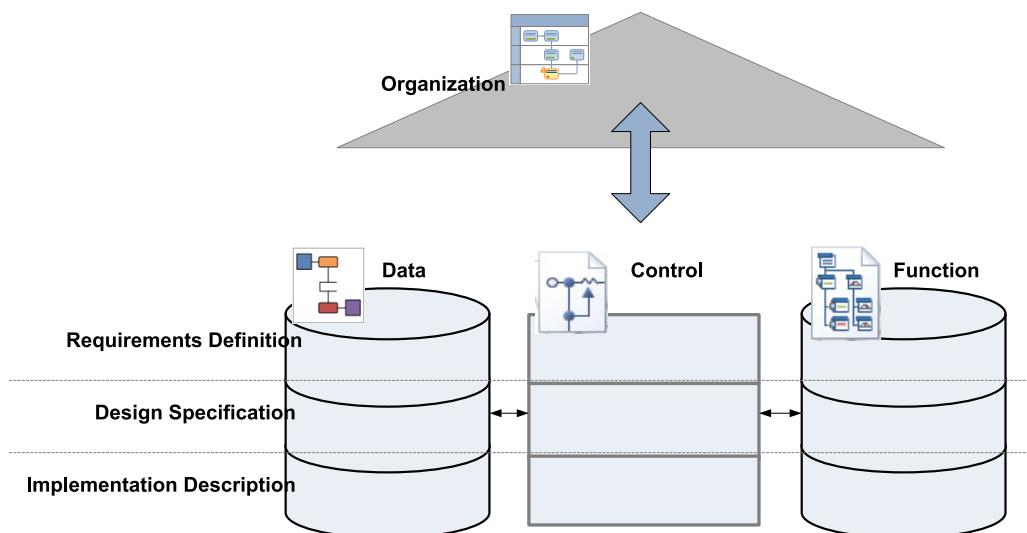 Organization
Data
Control
Function
Requirements Definition
Design Specification
Implementation Description